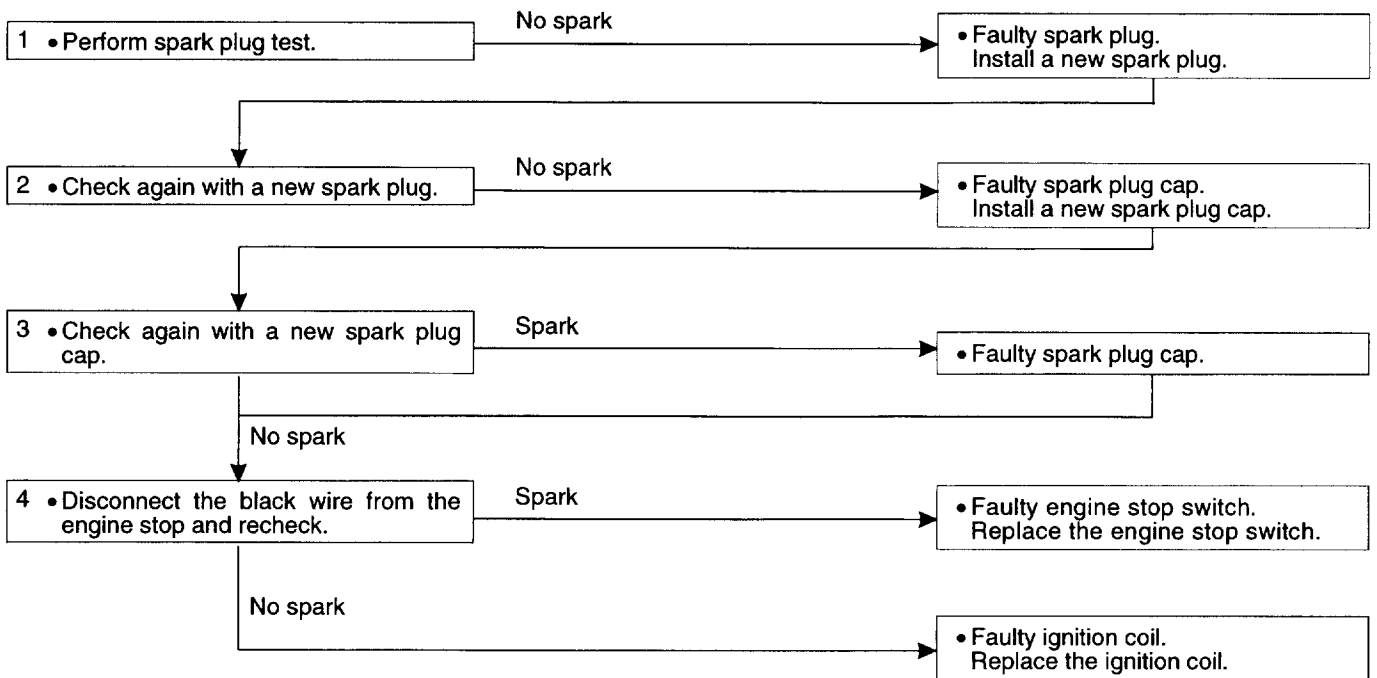 No spark
1 • Perform spark plug test.
• Faulty spark plug.
Install a new spark plug.
No spark
2 • Check again with a new spark plug.
• Faulty spark plug cap.
Install a new spark plug cap.
3 • Check again with a new spark plug
cap.
Spark
• Faulty spark plug cap.
No spark
4 • Disconnect the black wire from the
engine stop and recheck.
Spark
• Faulty engine stop switch.
Replace the engine stop switch.
No spark
• Faulty ignition coil.
Replace the ignition coil.